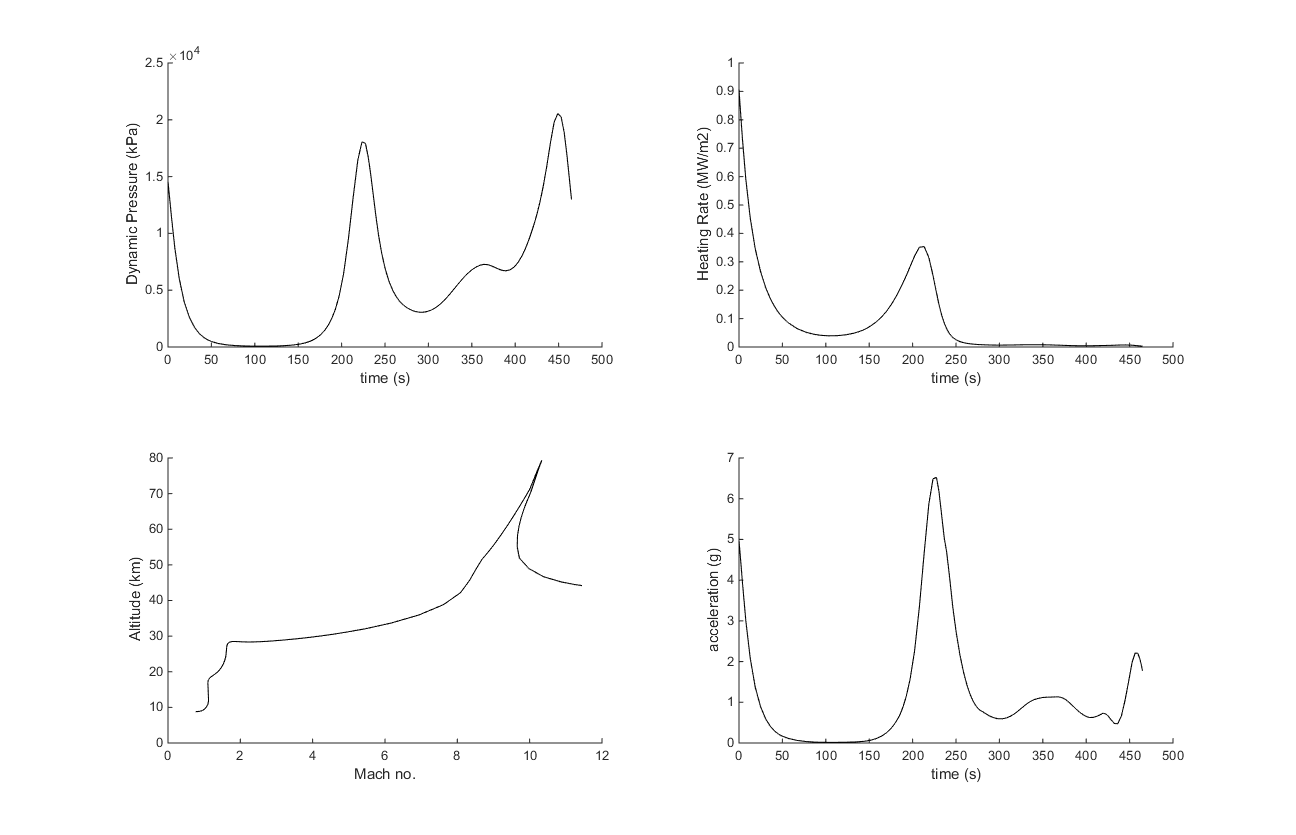 ×10^4
2.5
2
1.5
1
0.5
0
Dynamic Pressure (kPa)
0 50 100 150 200 250 300 350 400 450 500
time (s)
1
0.9
0.8
0.7
0.6
0.5
0.4
0.3
0.2
0.1
0
Heating Rate (MW/m2)
0 50 100 150 200 250 300 350 400 450 500
time (s)
80
70
60
50
40
30
20
10
0
Altitude (km)
0 2 4 6 8 10 12
Mach no.
7
6
5
4
3
2
1
0
acceleration (g)
0 50 100 150 200 250 300 350 400 450 500
time (s)